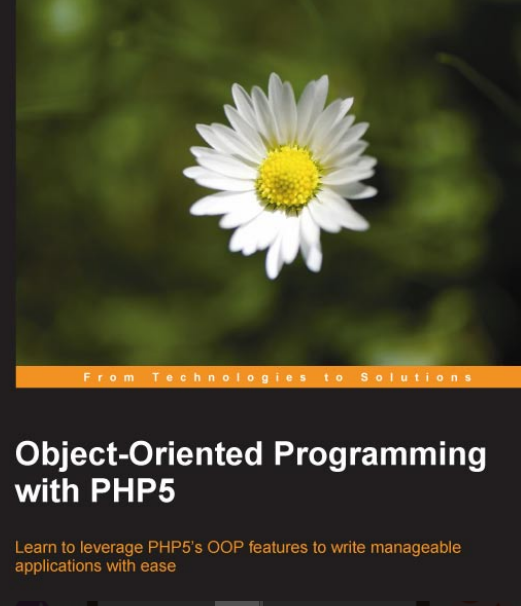 From Technologies to Solutions
Object-Oriented Programming
with PHP5
Learn to leverage PHP5's OOP features to write manageable
applications with ease